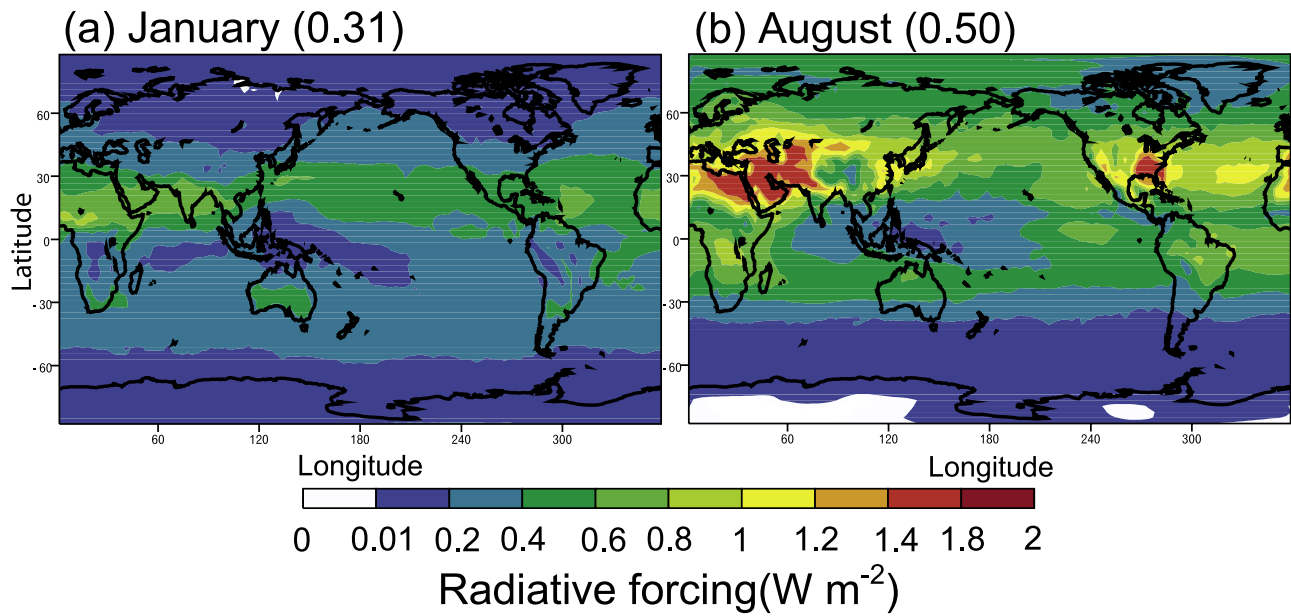 (a) January (0.31)
(b) August (0.50)
Latitude
60
30
0
-30
-60
60
30
0
-30
-60
60 120 180 240 300
60 120 180 240 300
Longitude
Longitude
0 0.01 0.2 0.4 0.6 0.8 1 1.2 1.4 1.8 2
Radiative forcing(W m⁻²)